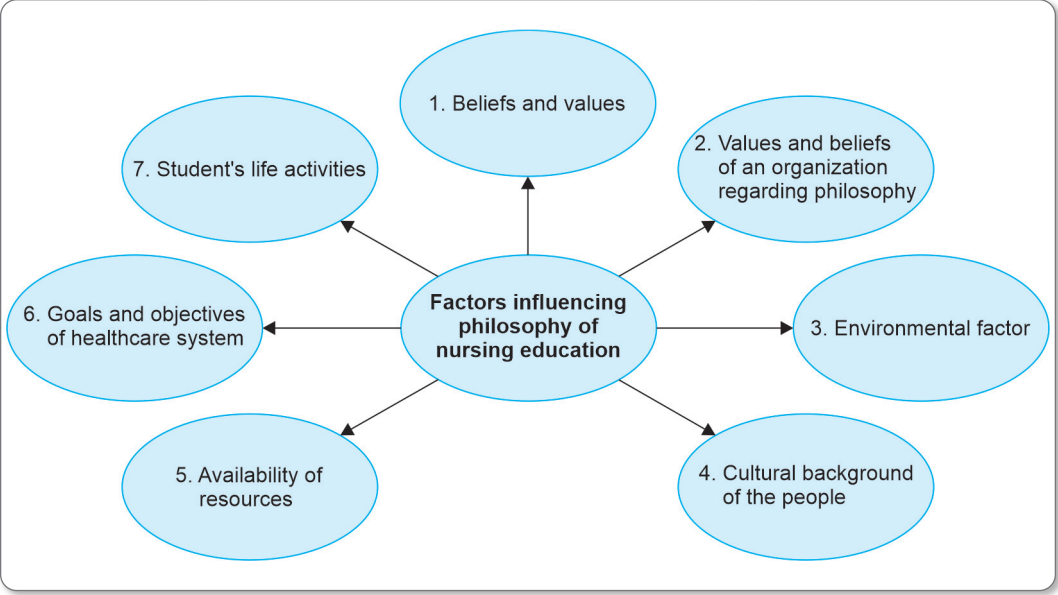 1. Beliefs and values
2. Values and beliefs
of an organization
regarding philosophy
3. Environmental factor
4. Cultural background
of the people
5. Availability of
resources
6. Goals and objectives
of healthcare system
7. Student's life activities
Factors influencing
philosophy of
nursing education